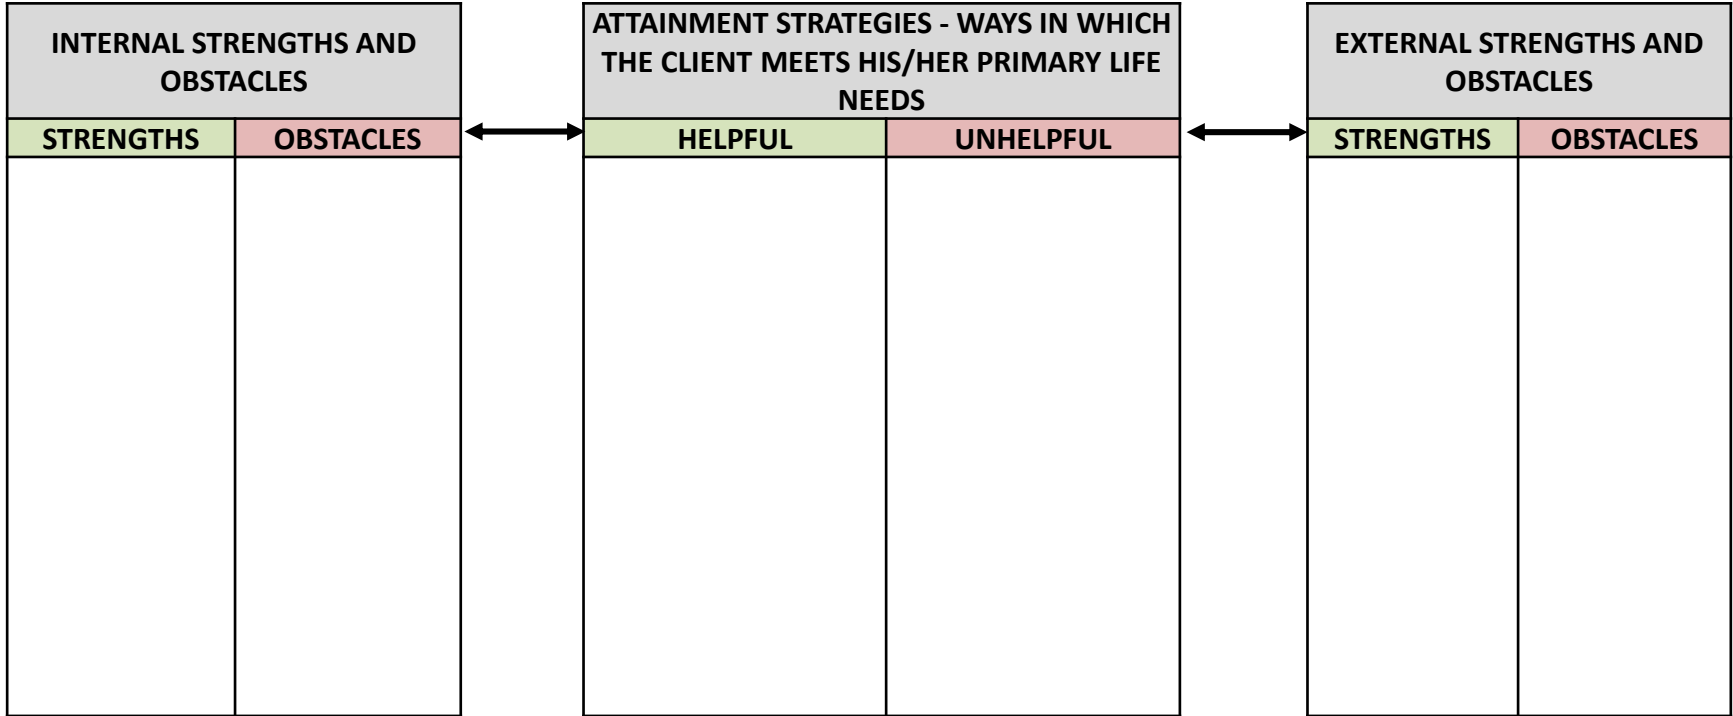 INTERNAL STRENGTHS AND
OBSTACLES
STRENGTHS
OBSTACLES
ATTAINMENT STRATEGIES - WAYS IN WHICH
THE CLIENT MEETS HIS/HER PRIMARY LIFE
NEEDS
HELPFUL
UNHELPFUL
EXTERNAL STRENGTHS AND
OBSTACLES
STRENGTHS
OBSTACLES